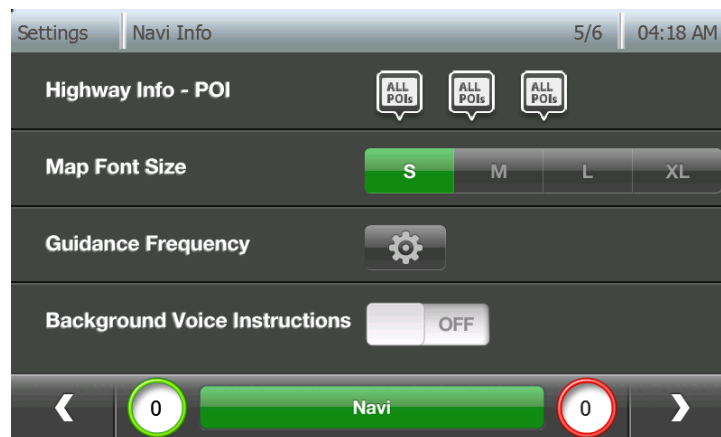 Settings Navi Info 5/6 04:18 AM
Highway Info - POI ALL POIs ALL POIs ALL POIs
Map Font Size S M L XL
Guidance Frequency
Background Voice Instructions OFF
0 Navi 0